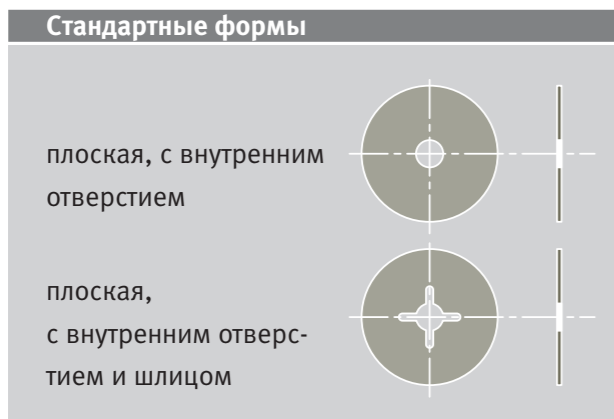 Стандартные формы
плоская, с внутренним
отверстием
плоская,
с внутренним отверс-
тием и шлицом